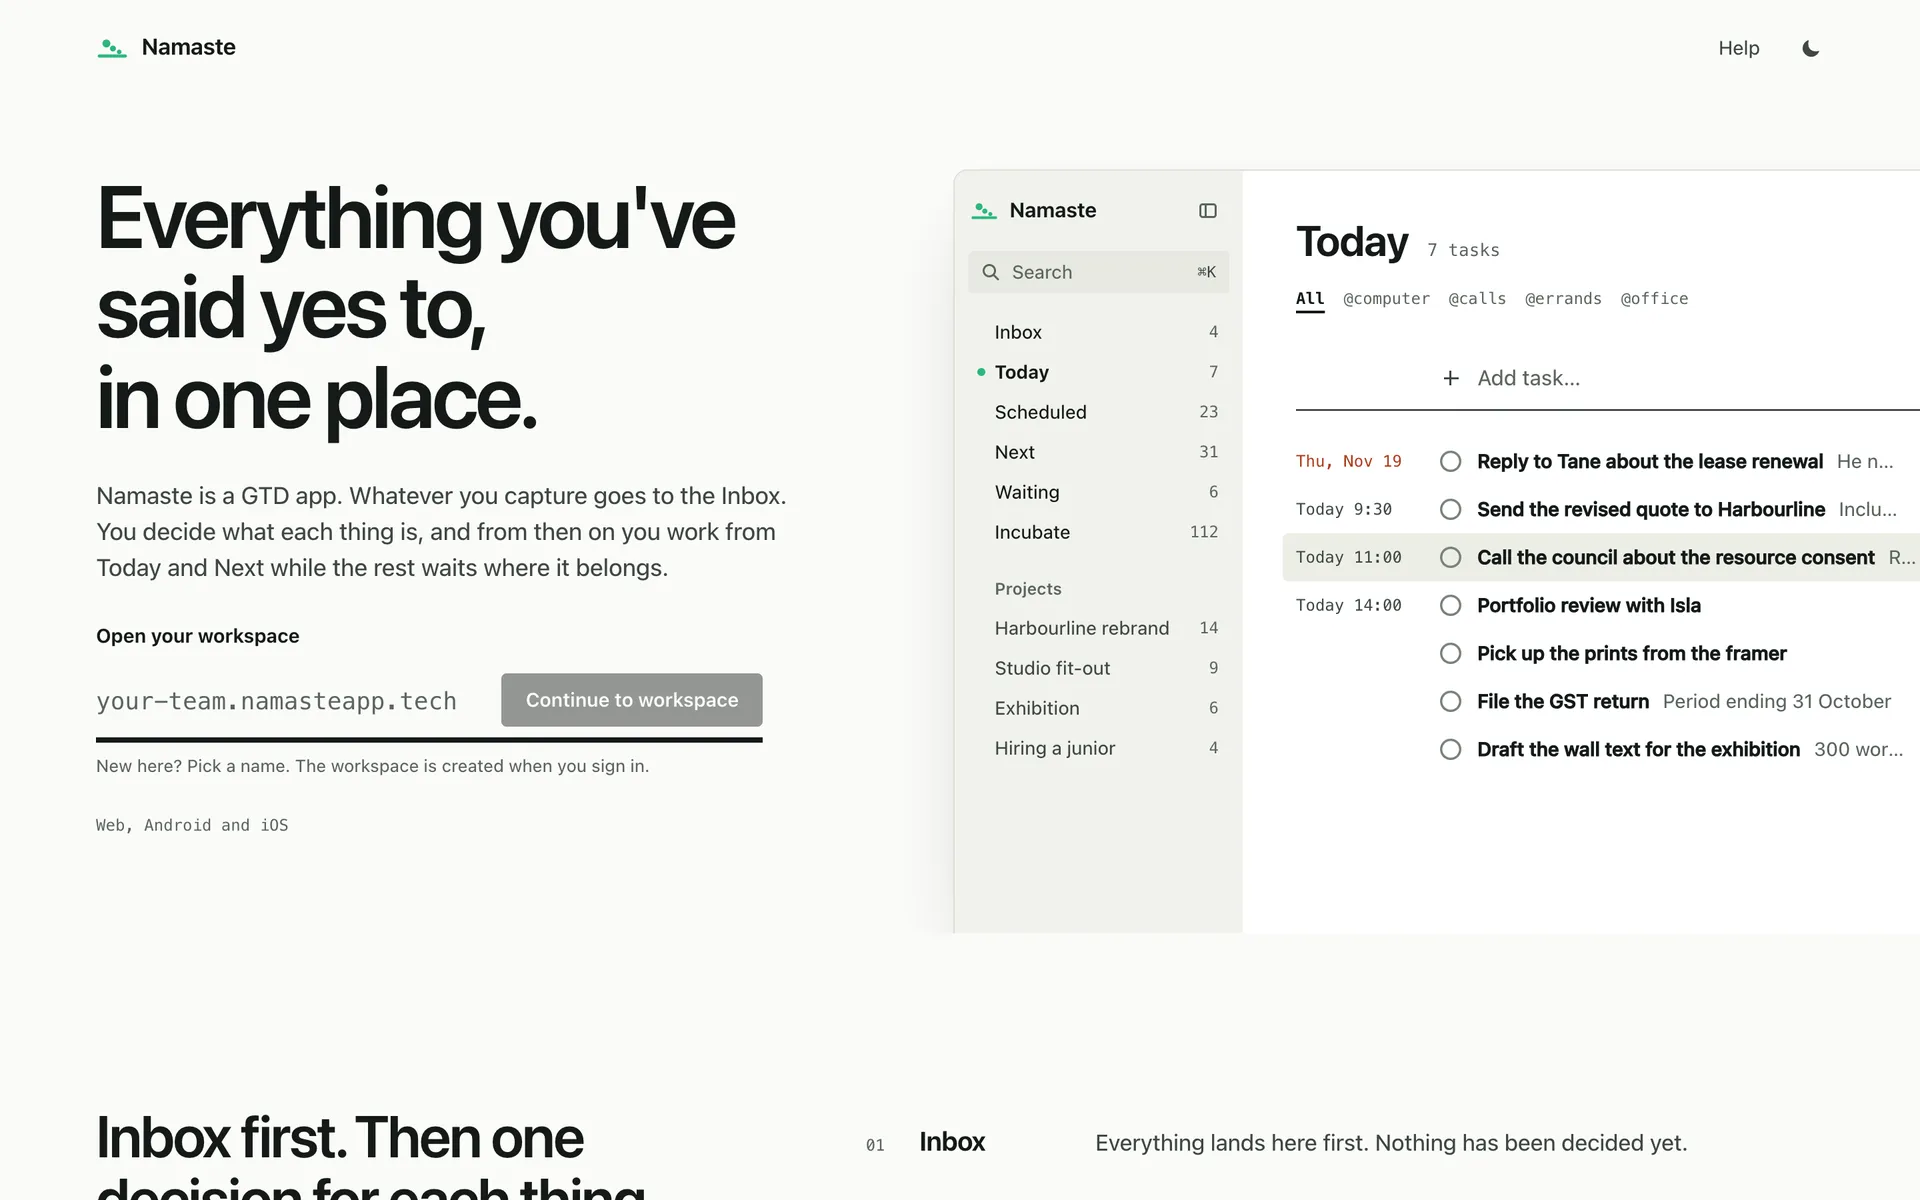 Namaste
Help
Everything you've
said yes to,
in one place.
Namaste is a GTD app. Whatever you capture goes to the Inbox.
You decide what each thing is, and from then on you work from
Today and Next while the rest waits where it belongs.
Open your workspace
your-team.namasteapp.tech
Continue to workspace
New here? Pick a name. The workspace is created when you sign in.
Web, Android and iOS
Namaste
Search ⌘K
Inbox 4
Today 7
Scheduled 23
Next 31
Waiting 6
Incubate 112
Projects
Harbourline rebrand 14
Studio fit-out 9
Exhibition 6
Hiring a junior 4
Today 7 tasks
All @computer @calls @errands @office
+ Add task...
Thu, Nov 19 Reply to Tane about the lease renewal He n...
Today 9:30 Send the revised quote to Harbourline Inclu...
Today 11:00 Call the council about the resource consent R...
Today 14:00 Portfolio review with Isla
Pick up the prints from the framer
File the GST return Period ending 31 October
Draft the wall text for the exhibition 300 wor...
Inbox first. Then one
decision for each thing
01 Inbox Everything lands here first. Nothing has been decided yet.